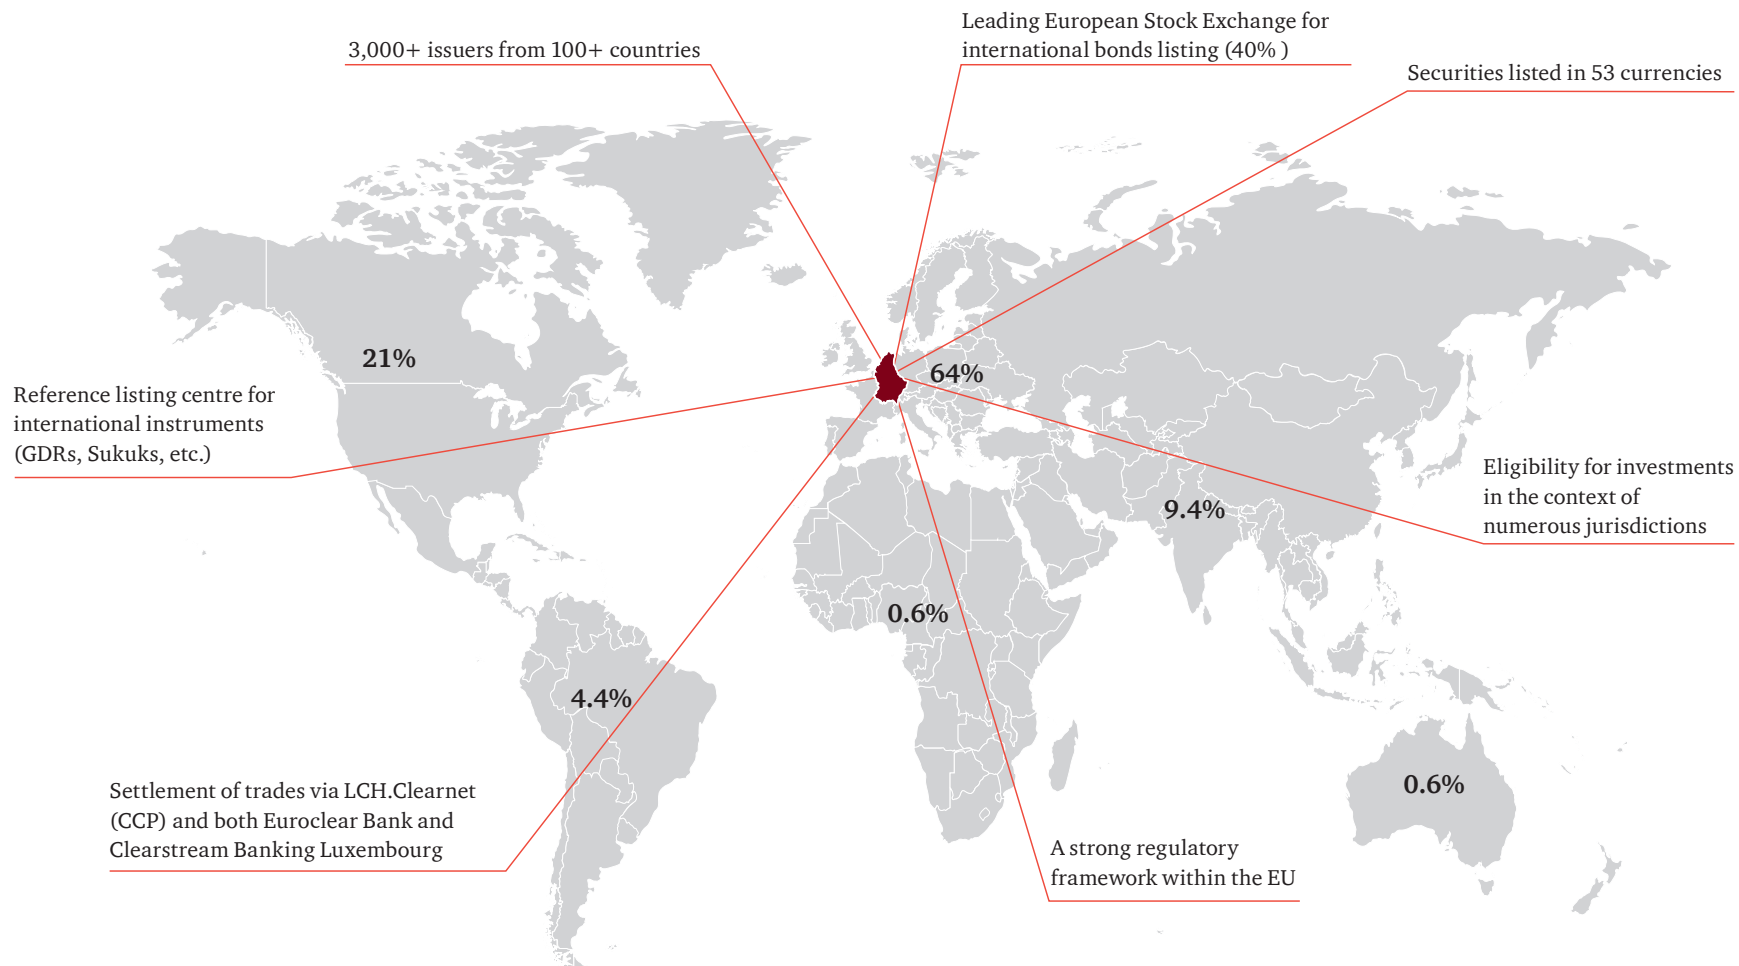 Leading European Stock Exchange for
3,000+ issuers from 100+ countries
international bonds listing (40% )
Securities listed in 53 currencies
21%
64%
Reference listing centre for
international instruments
(GDRs, Sukuks, etc.)
Eligibility for investments
in the context of
numerous jurisdictions
9.4%
0.6%
4.4%
0.6%
Settlement of trades via LCH.Clearnet
(CCP) and both Euroclear Bank and
Clearstream Banking Luxembourg
A strong regulatory
framework within the EU